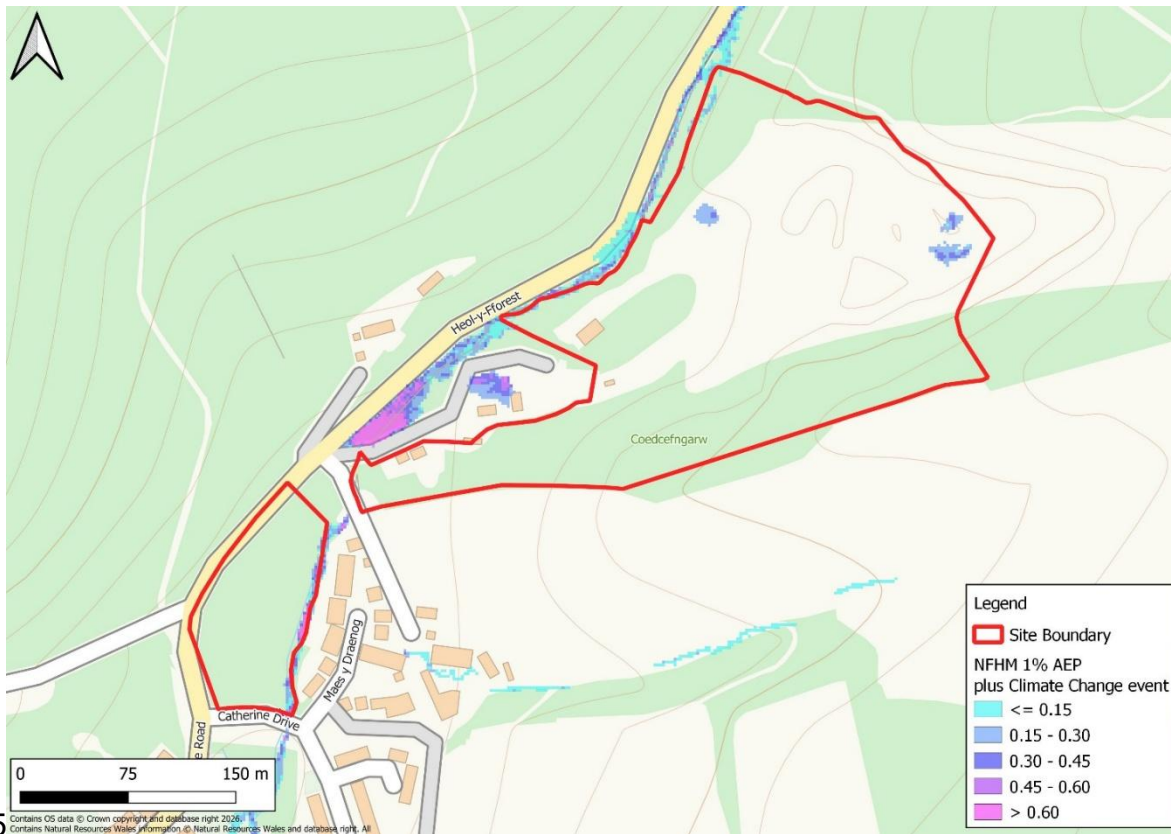 Heol-y-Fforest
Coedcefngarw
Maes y Draenog
Catherine Drive
e Road
Legend
Site Boundary
NFHM 1% AEP
plus Climate Change event
<= 0.15
0.15 - 0.30
0.30 - 0.45
0.45 - 0.60
> 0.60
0 75 150 m
5
Contains OS data © Crown copyright and database right 2026.
Contains Natural Resources Wales information © Natural Resources Wales and database right. All